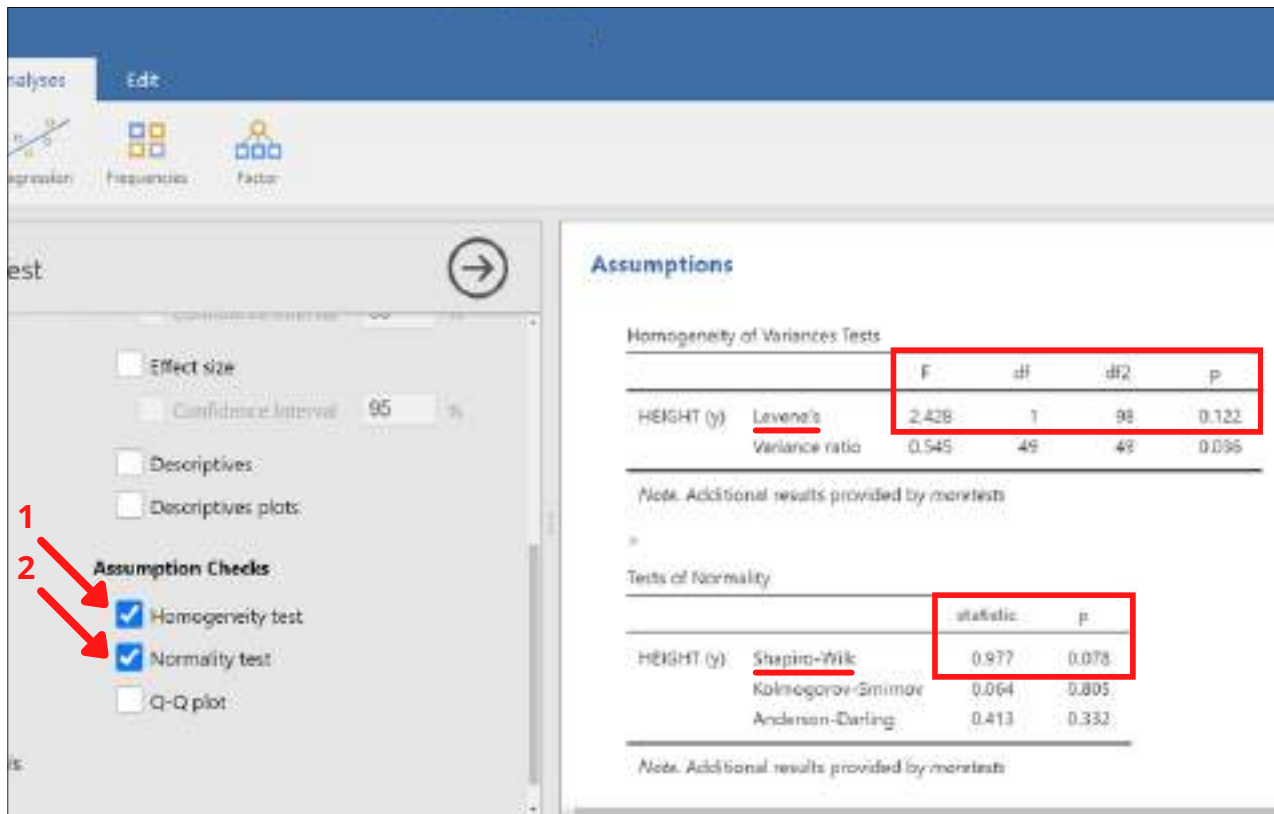 nalyses Edit
egression Frequencies Factor
est
Confidence interval %
Effect size
Confidence interval 95 %
Descriptives
Descriptives plots
1
2
Assumption Checks
Homogeneity test
Normality test
Q-Q plot
is
Assumptions
Homogeneity of Variances Tests
F df df2 p
HEIGHT (y) Levene's 2.428 1 98 0.122
Variance ratio 0.545 49 49 0.036
Note. Additional results provided by moretests
Tests of Normality
statistic p
HEIGHT (y) Shapiro-Wilk 0.977 0.078
Kolmogorov-Smirnov 0.064 0.805
Anderson-Darling 0.413 0.332
Note. Additional results provided by moretests